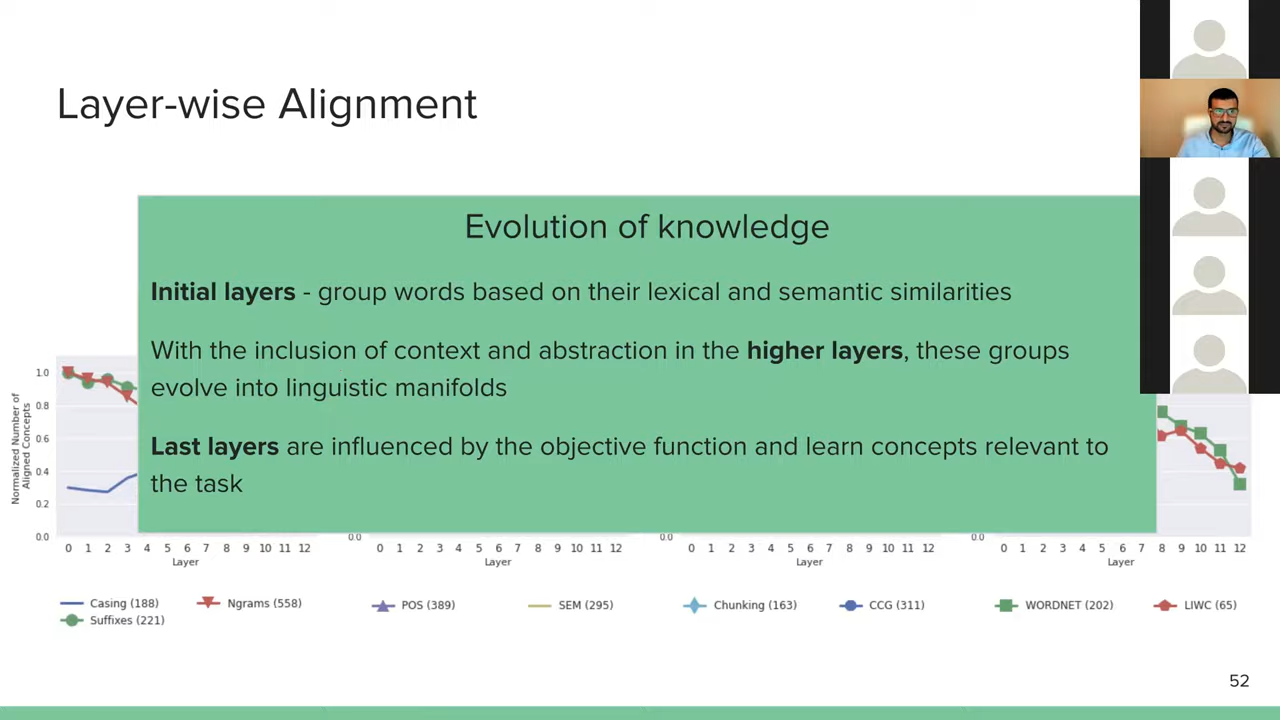 Layer-wise Alignment
Evolution of knowledge
Initial layers - group words based on their lexical and semantic similarities
With the inclusion of context and abstraction in the higher layers, these groups
evolve into linguistic manifolds
Last layers are influenced by the objective function and learn concepts relevant to
the task
Normalized Number of
Aligned Concepts
1.0
0.8
0.6
0.4
0.2
0.0
0.0
0.0
0.0
0 1 2 3 4 5 6 7 8 9 10 11 12
0 1 2 3 4 5 6 7 8 9 10 11 12
0 1 2 3 4 5 6 7 8 9 10 11 12
0 1 2 3 4 5 6 7 8 9 10 11 12
Layer
Layer
Layer
Layer
Casing (188)
Ngrams (558)
Suffixes (221)
POS (389)
SEM (295)
Chunking (163)
CCG (311)
WORDNET (202)
LIWC (65)
52